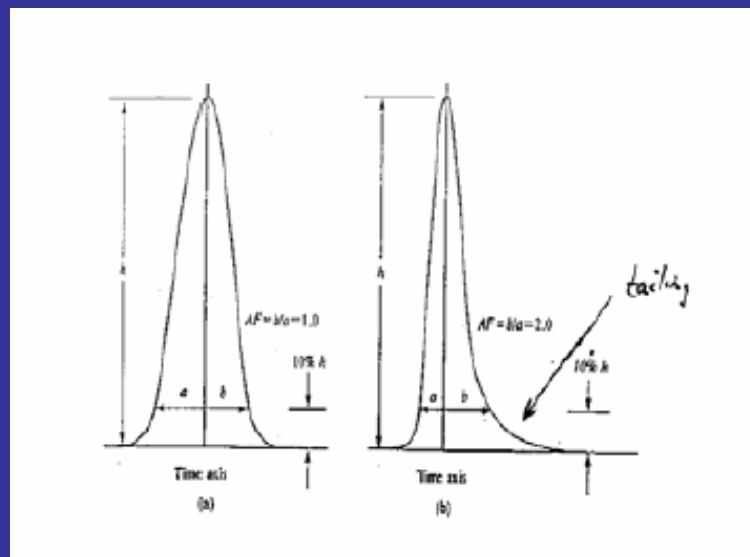 h
AF = b/a = 1.0
10% h
a
b
Time axis
(a)
h
AF = b/a = 2.0
tailing
10% h
a
b
Time axis
(b)